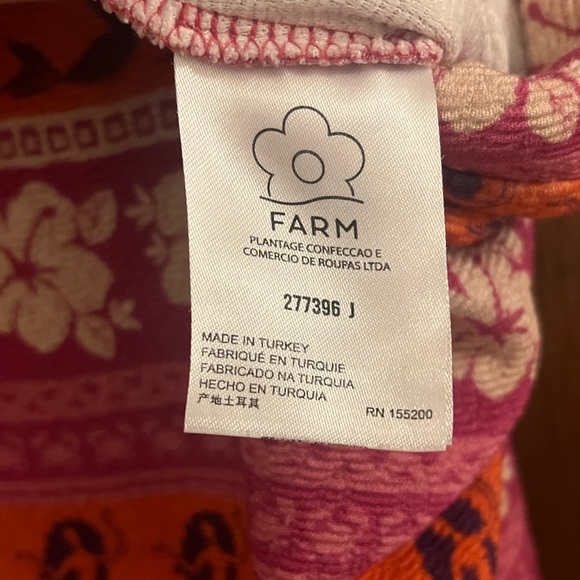 FARM
PLANTAGE CONFECCAO E
COMERCIO DE ROUPAS LTDA
277396 J
MADE IN TURKEY
FABRIQUÉ EN TURQUIE
FABRICADO NA TURQUIA
HECHO EN TURQUIA
产地土耳其
RN 155200